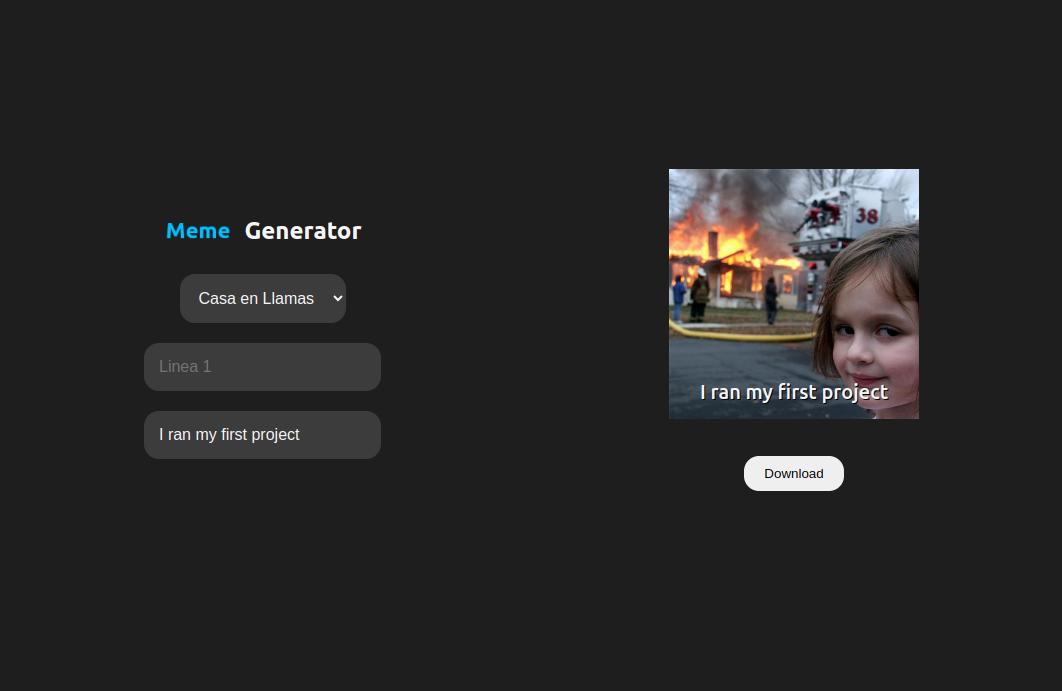 Meme Generator
Casa en Llamas
Linea 1
I ran my first project
38
I ran my first project
Download